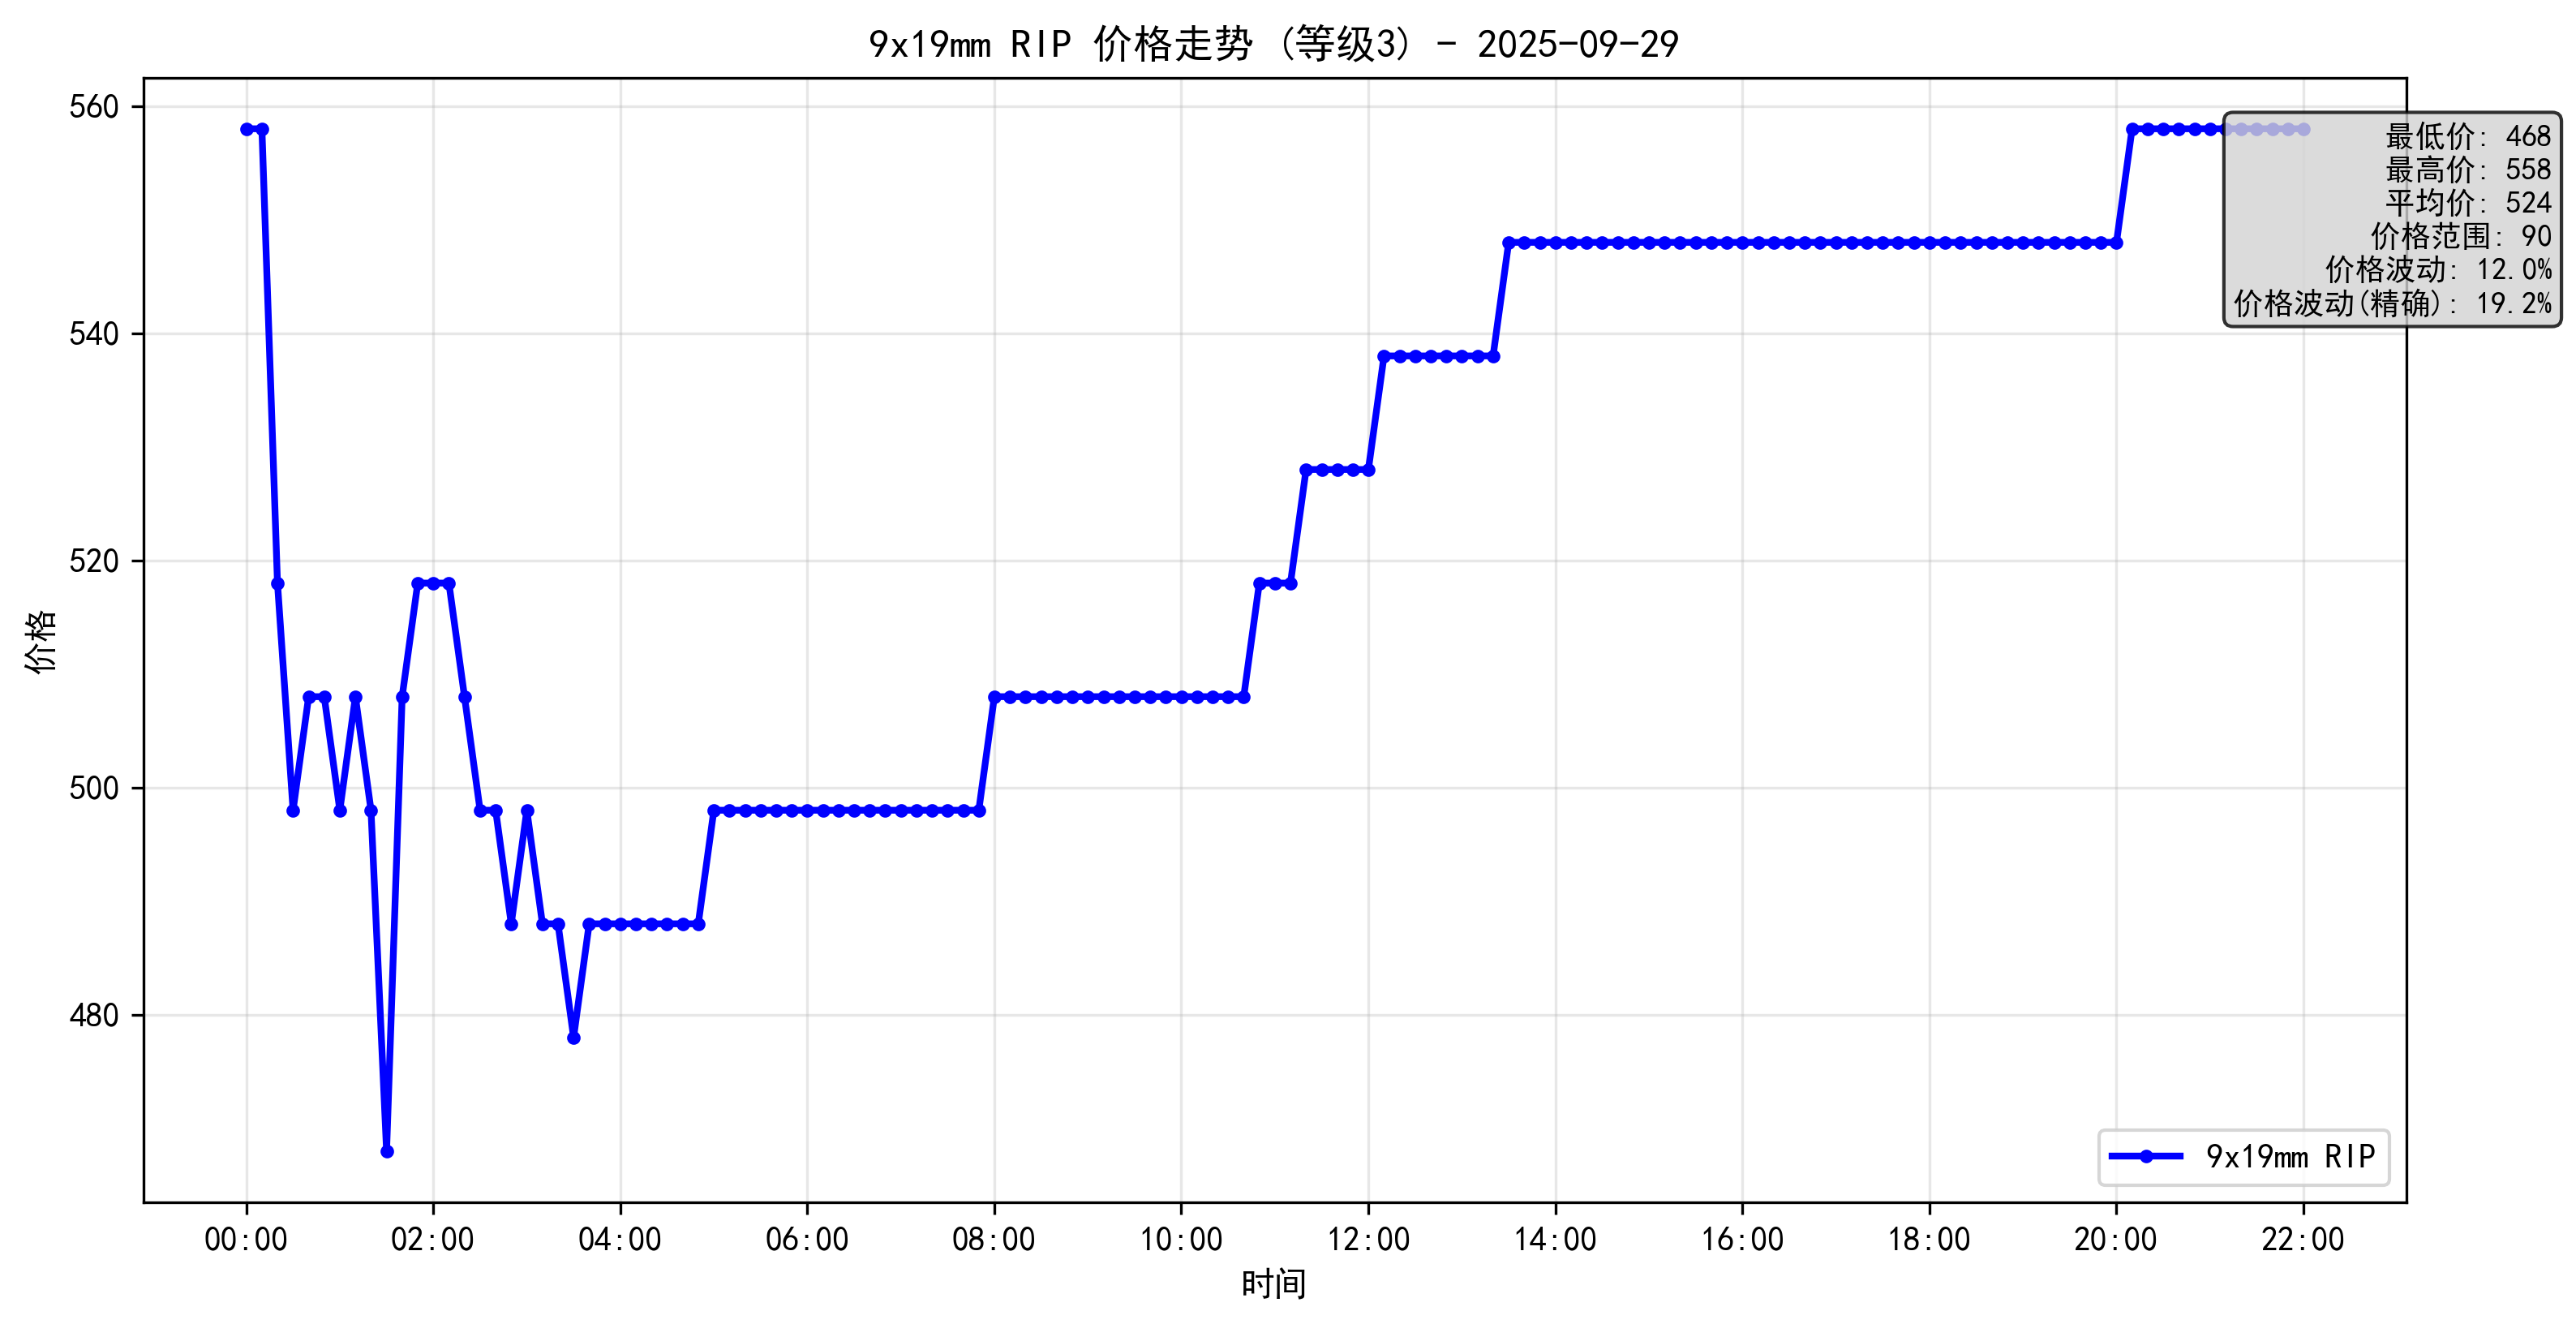 9x19mm RIP 价格走势 (等级3) - 2025-09-29
560
540
520
500
480
价格
最低价: 468
最高价: 558
平均价: 524
价格范围: 90
价格波动: 12.0%
价格波动(精确): 19.2%
9x19mm RIP
00:00 02:00 04:00 06:00 08:00 10:00 12:00 14:00 16:00 18:00 20:00 22:00
时间